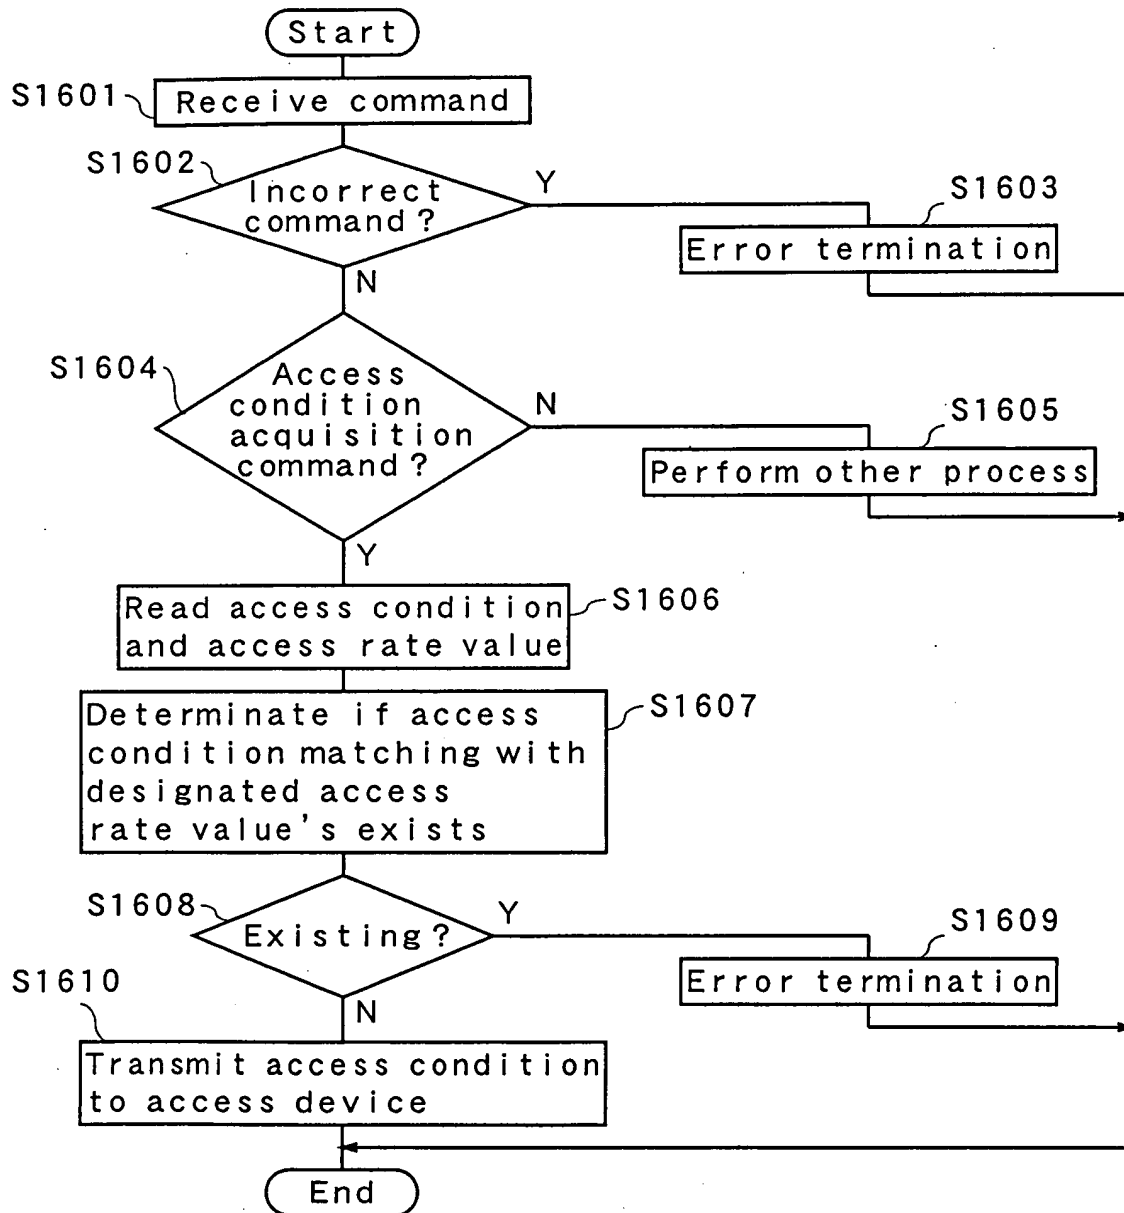 Start
S1601
Receive command
S1602
Incorrect
command?
Y
N
S1603
Error termination
S1604
Access
condition
acquisition
command?
N
Y
S1605
Perform other process
Read access condition
and access rate value
S1606
Determinate if access
condition matching with
designated access
rate value's exists
S1607
S1608
Existing?
Y
N
S1609
Error termination
S1610
Transmit access condition
to access device
End